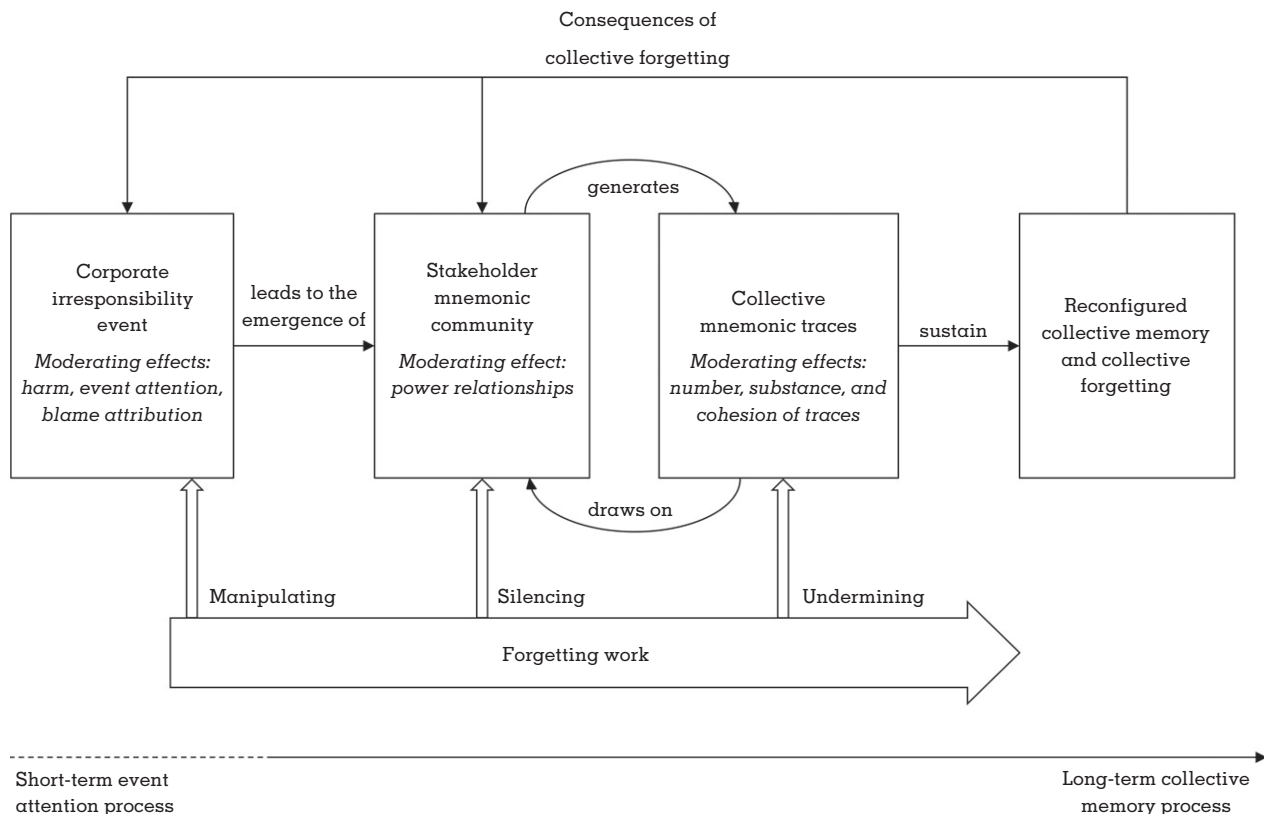 Consequences of
collective forgetting
generates
Corporate
irresponsibility
event
Moderating effects:
harm, event attention,
blame attribution
leads to the
emergence of
Stakeholder
mnemonic
community
Moderating effect:
power relationships
Collective
mnemonic traces
Moderating effects:
number, substance, and
cohesion of traces
sustain
Reconfigured
collective memory
and collective
forgetting
draws on
Manipulating
Silencing
Undermining
Forgetting work
Short-term event
attention process
Long-term collective
memory process